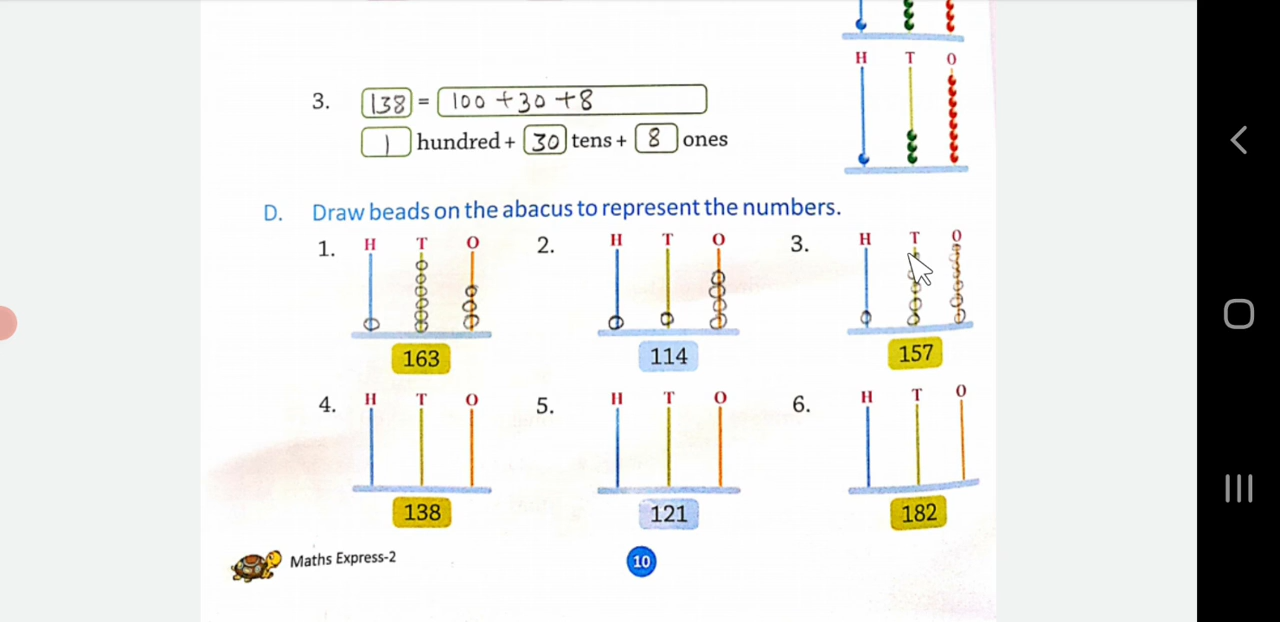 H T O
3. 138 = 100 + 30 + 8
1 hundred + 30 tens + 8 ones
D. Draw beads on the abacus to represent the numbers.
1. H T O 2. H T O 3. H T O
163 114 157
4. H T O 5. H T O 6. H T O
138 121 182
Maths Express-2 10